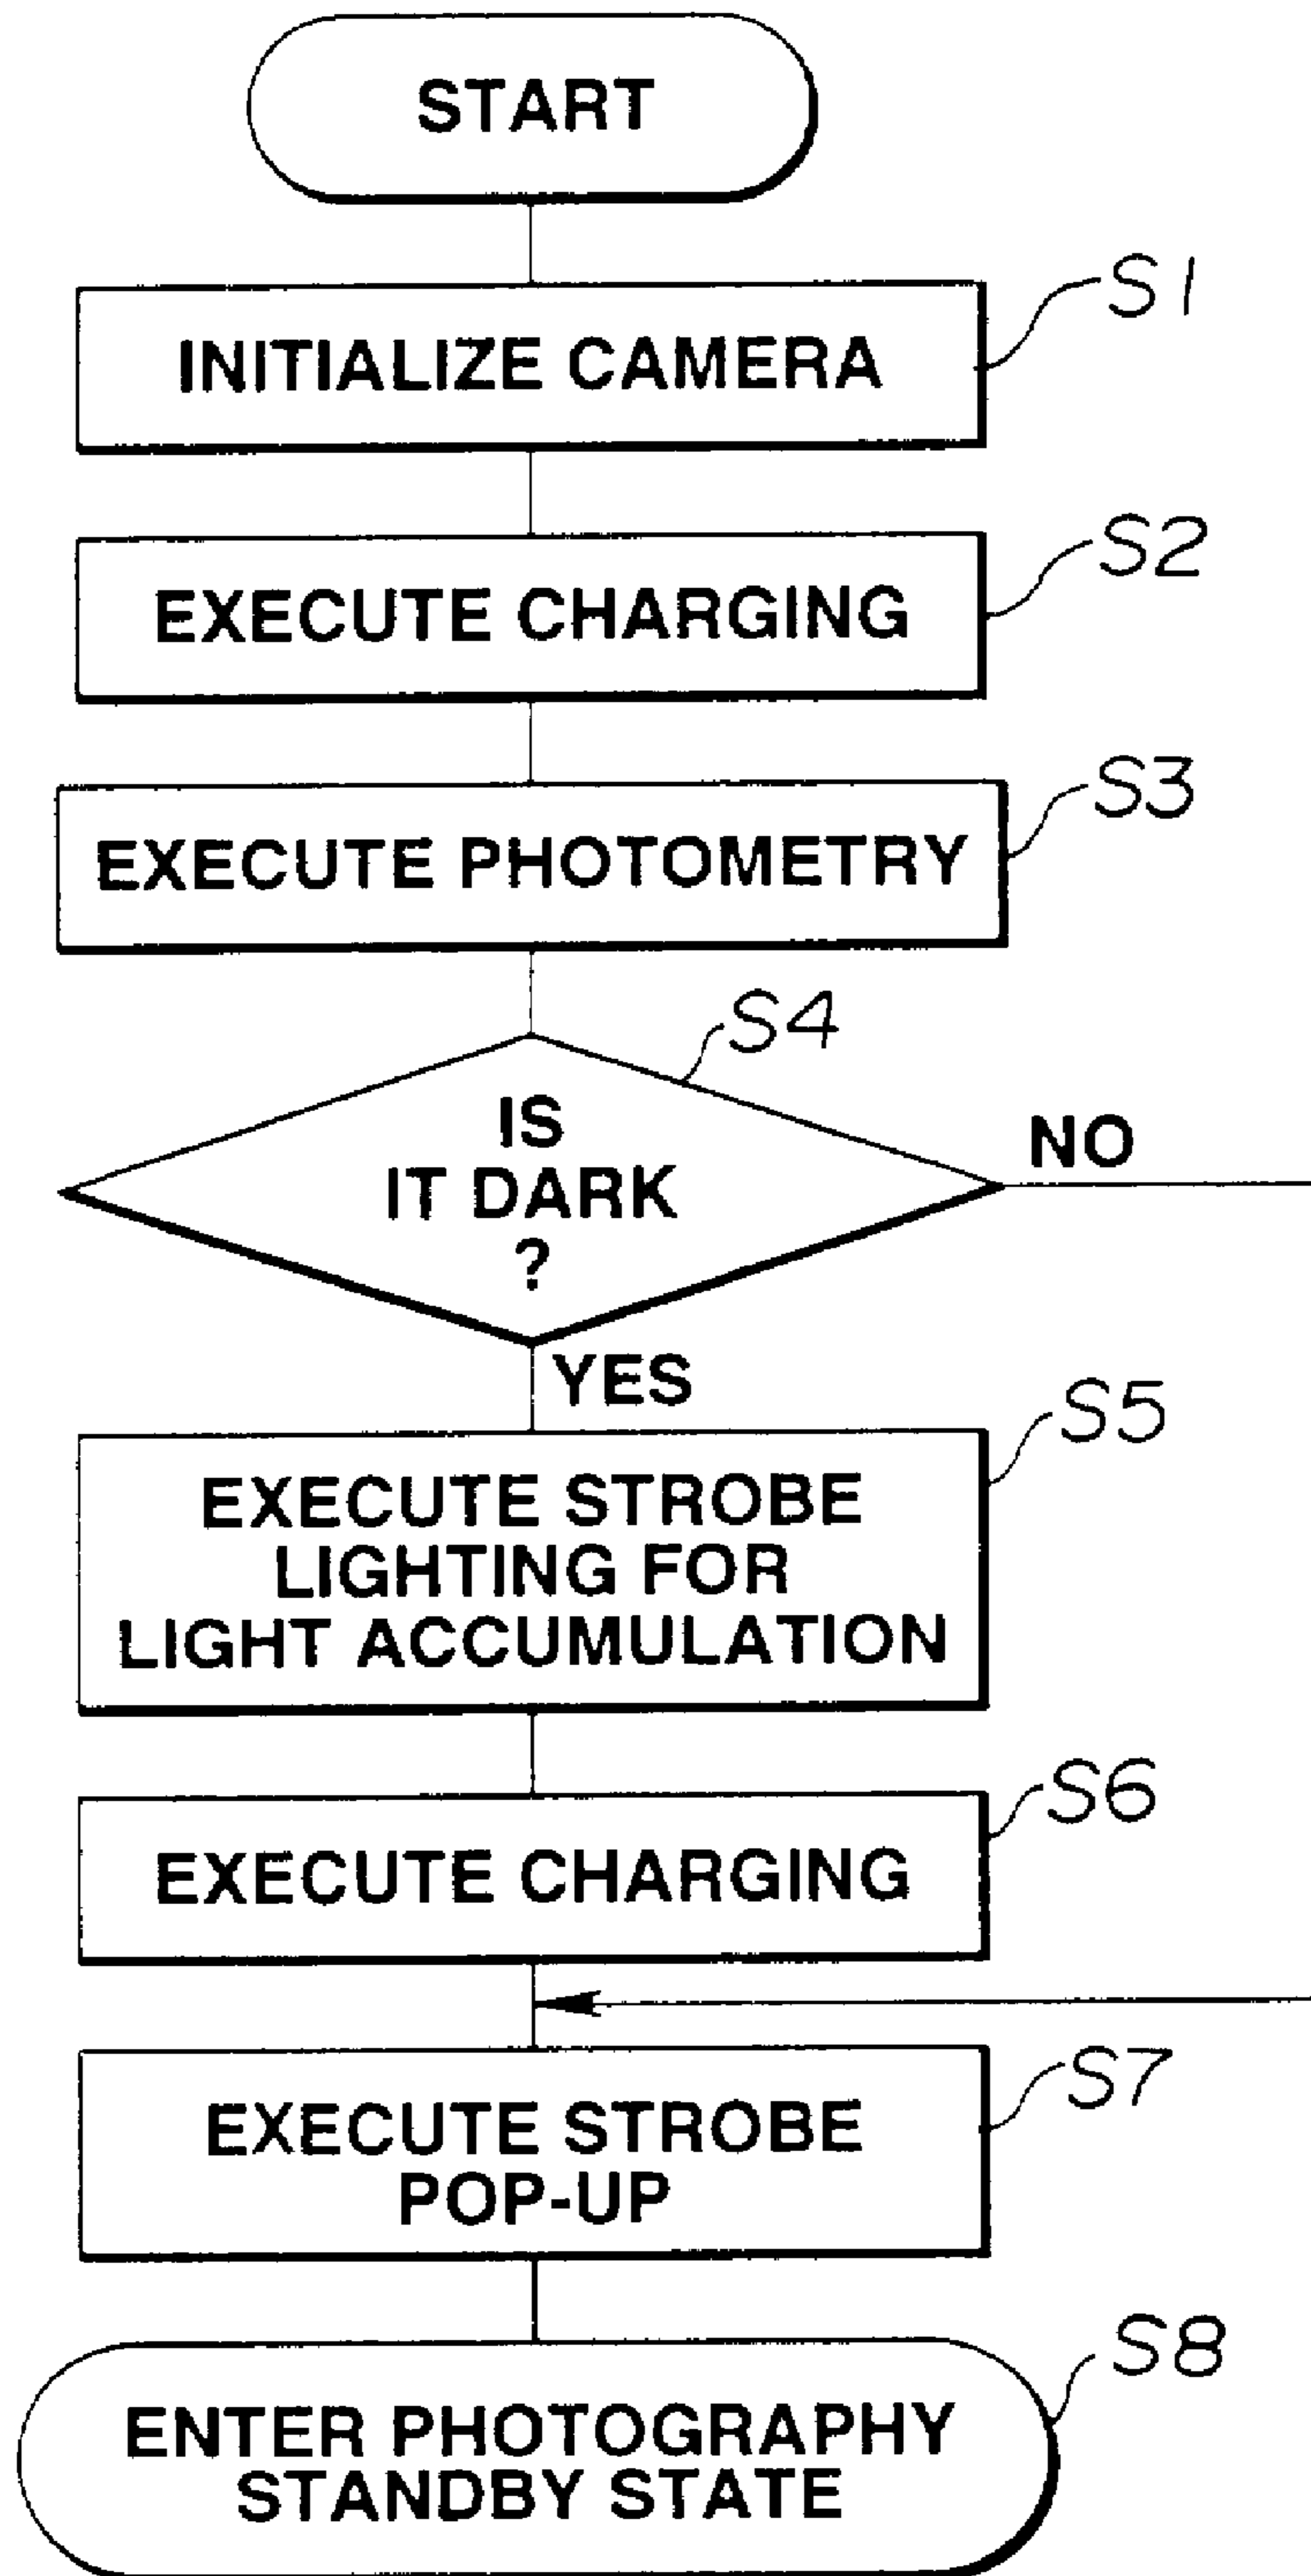 START
S1
INITIALIZE CAMERA
S2
EXECUTE CHARGING
S3
EXECUTE PHOTOMETRY
S4
IS
IT DARK
?
NO
YES
S5
EXECUTE STROBE
LIGHTING FOR
LIGHT ACCUMULATION
S6
EXECUTE CHARGING
S7
EXECUTE STROBE
POP-UP
S8
ENTER PHOTOGRAPHY
STANDBY STATE